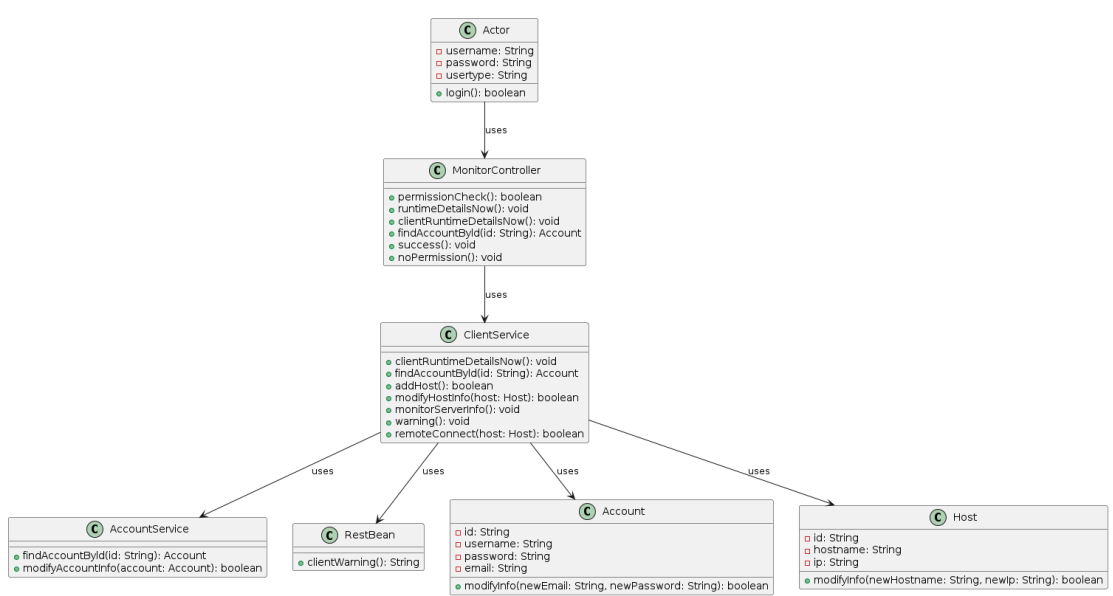 C Actor
username: String
password: String
usertype: String
login(): boolean
uses
C MonitorController
permissionCheck(): boolean
runtimeDetailsNow(): void
clientRuntimeDetailsNow(): void
findAccountById(id: String): Account
success(): void
noPermission(): void
uses
C ClientService
clientRuntimeDetailsNow(): void
findAccountById(id: String): Account
addHost(): boolean
modifyHostInfo(host: Host): boolean
monitorServerInfo(): void
warning(): void
remoteConnect(host: Host): boolean
uses
uses
uses
uses
C AccountService
findAccountById(id: String): Account
modifyAccountInfo(account: Account): boolean
C RestBean
clientWarning(): String
C Account
id: String
username: String
password: String
email: String
modifyInfo(newEmail: String, newPassword: String): boolean
C Host
id: String
hostname: String
ip: String
modifyInfo(newHostname: String, newIp: String): boolean